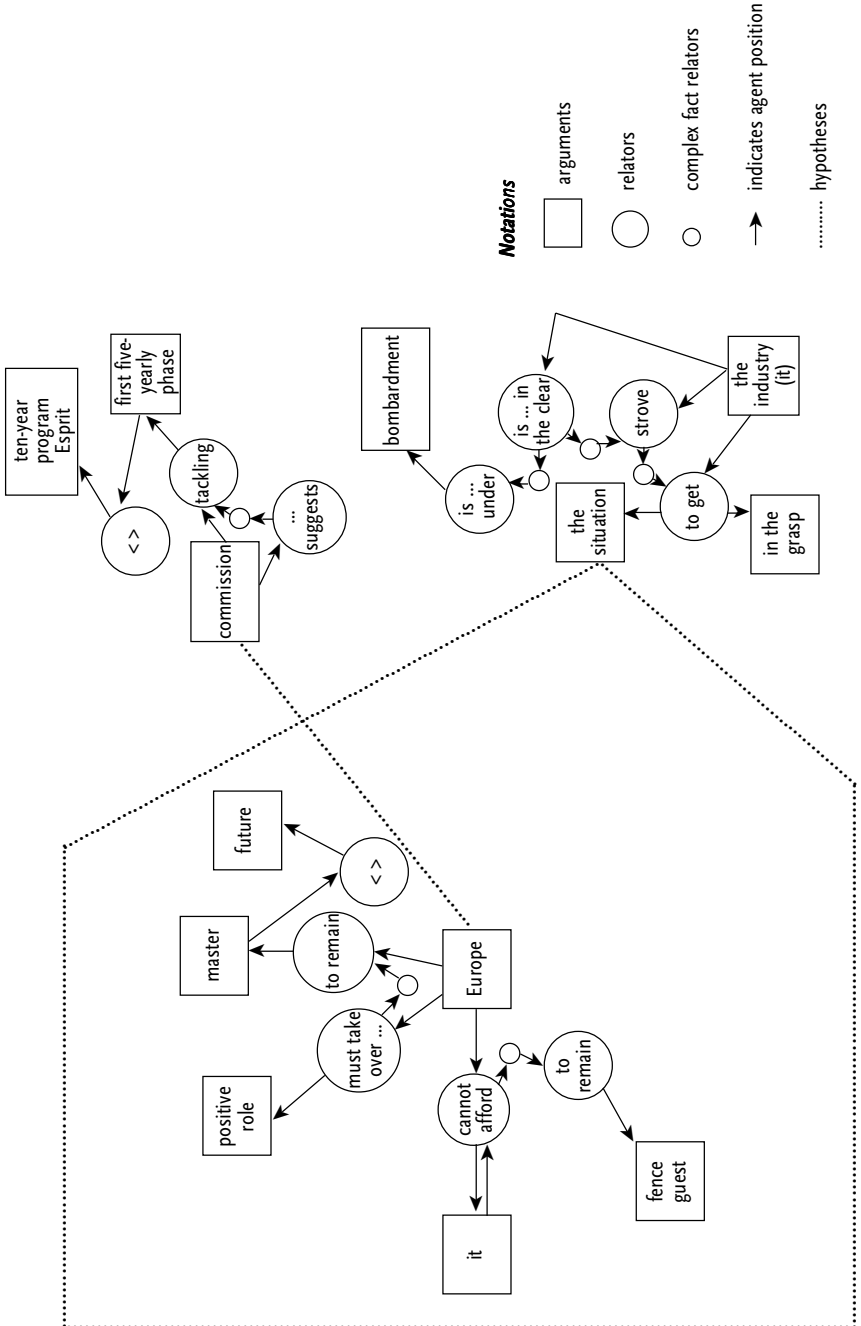 positive
role
master
future
must take
over ...
to remain
< >
it
cannot
afford
Europe
to
remain
fence
guest
ten-year
program
Esprit
first five-
yearly
phase
< >
tackling
commission
...
suggests
bombardment
is ...
under
is ... in
the clear
the
situation
strove
to get
in the
grasp
the
industry
(it)
Notations
arguments
relators
complex fact relators
indicates agent position
hypotheses